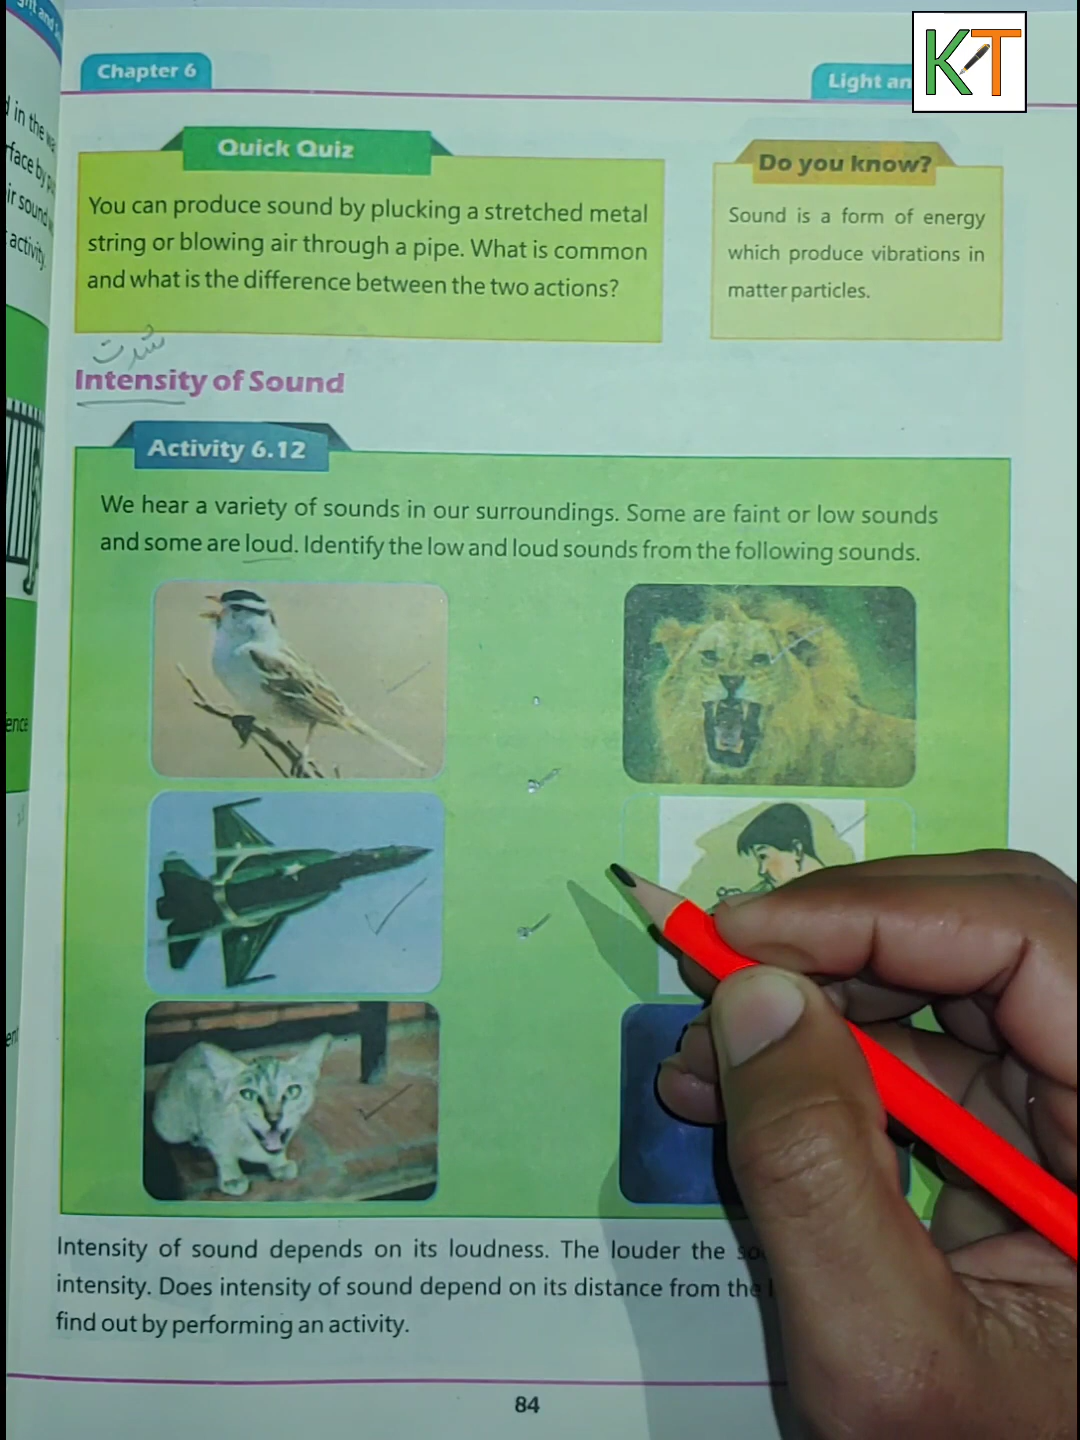 Chapter 6
Light an
KT
Quick Quiz
You can produce sound by plucking a stretched metal
string or blowing air through a pipe. What is common
and what is the difference between the two actions?
Do you know?
Sound is a form of energy
which produce vibrations in
matter particles.
شدت
Intensity of Sound
Activity 6.12
We hear a variety of sounds in our surroundings. Some are faint or low sounds
and some are loud. Identify the low and loud sounds from the following sounds.
Intensity of sound depends on its loudness. The louder the
intensity. Does intensity of sound depend on its distance from the
find out by performing an activity.
84